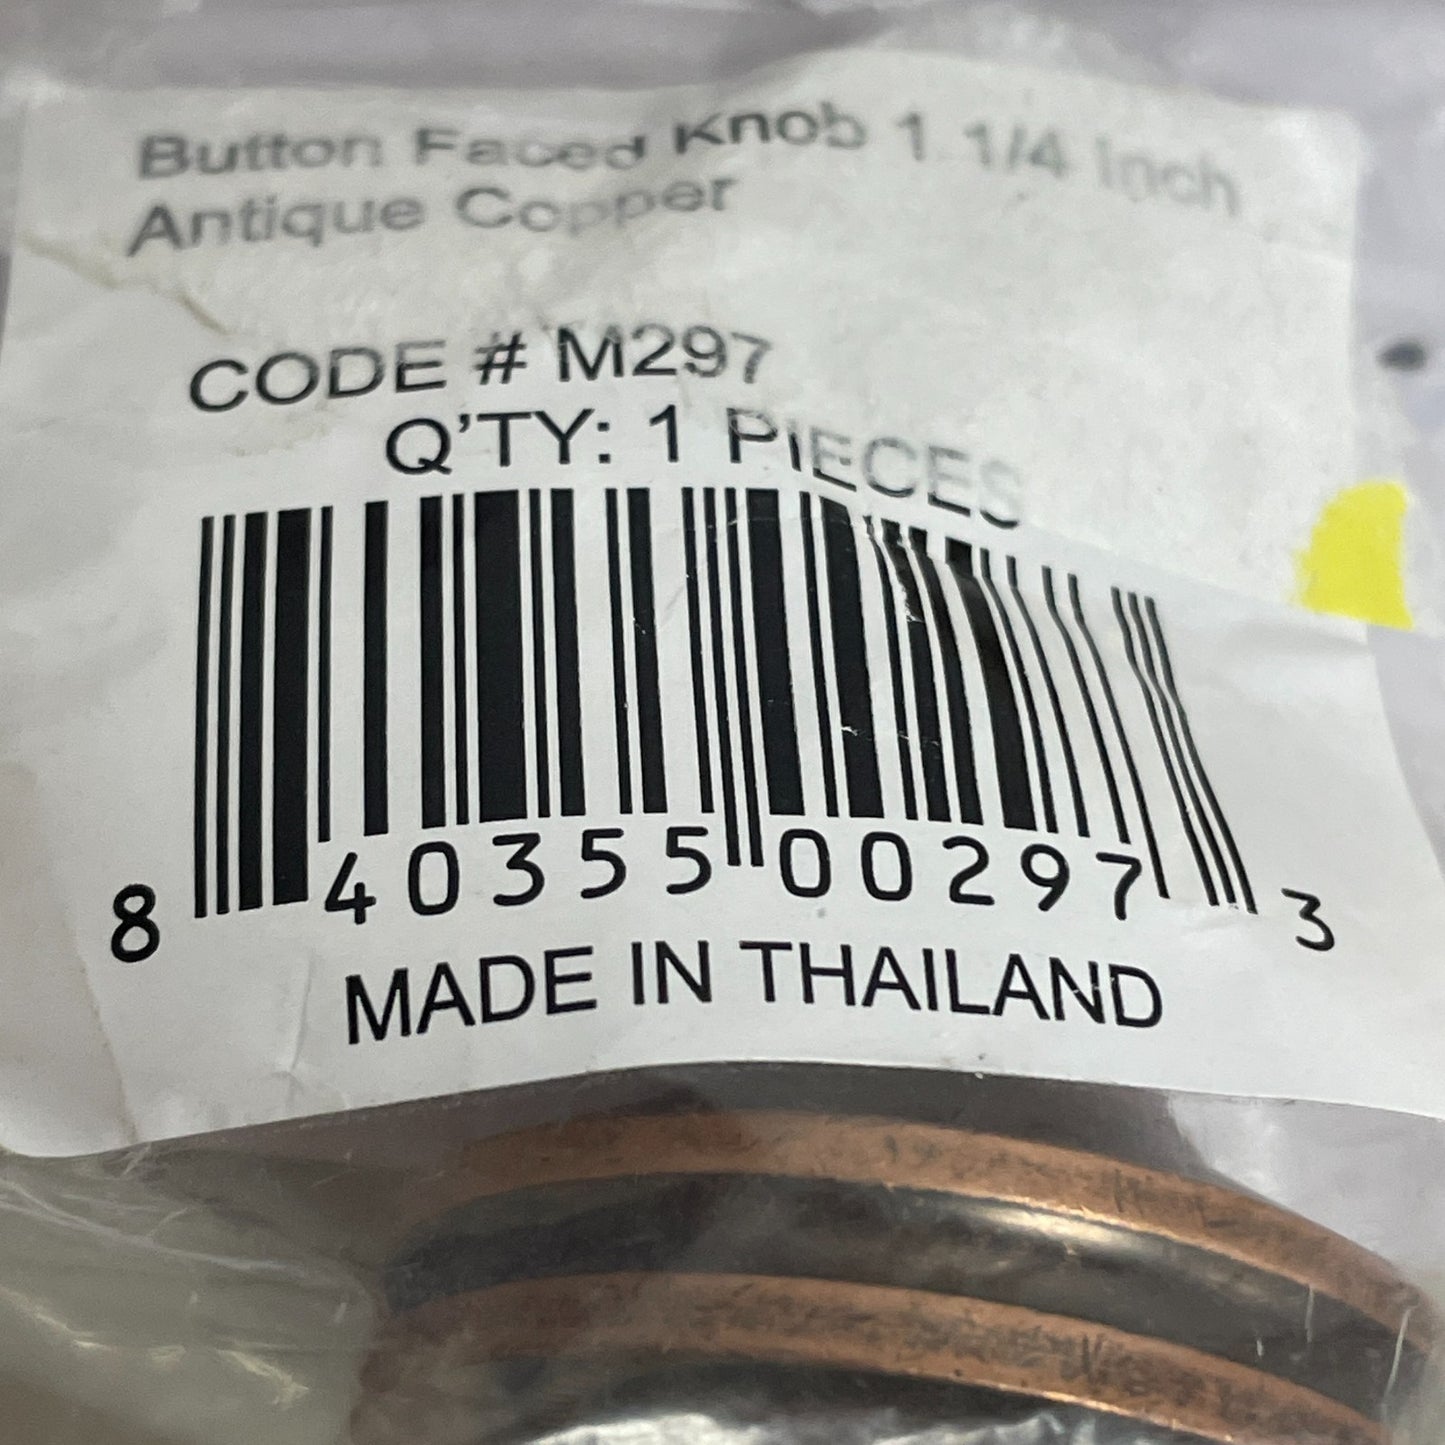 Button Faced Knob 1 1/4 Inch
Antique Copper
CODE # M297
Q'TY: 1 PIECES
8 40355 00297 3
MADE IN THAILAND